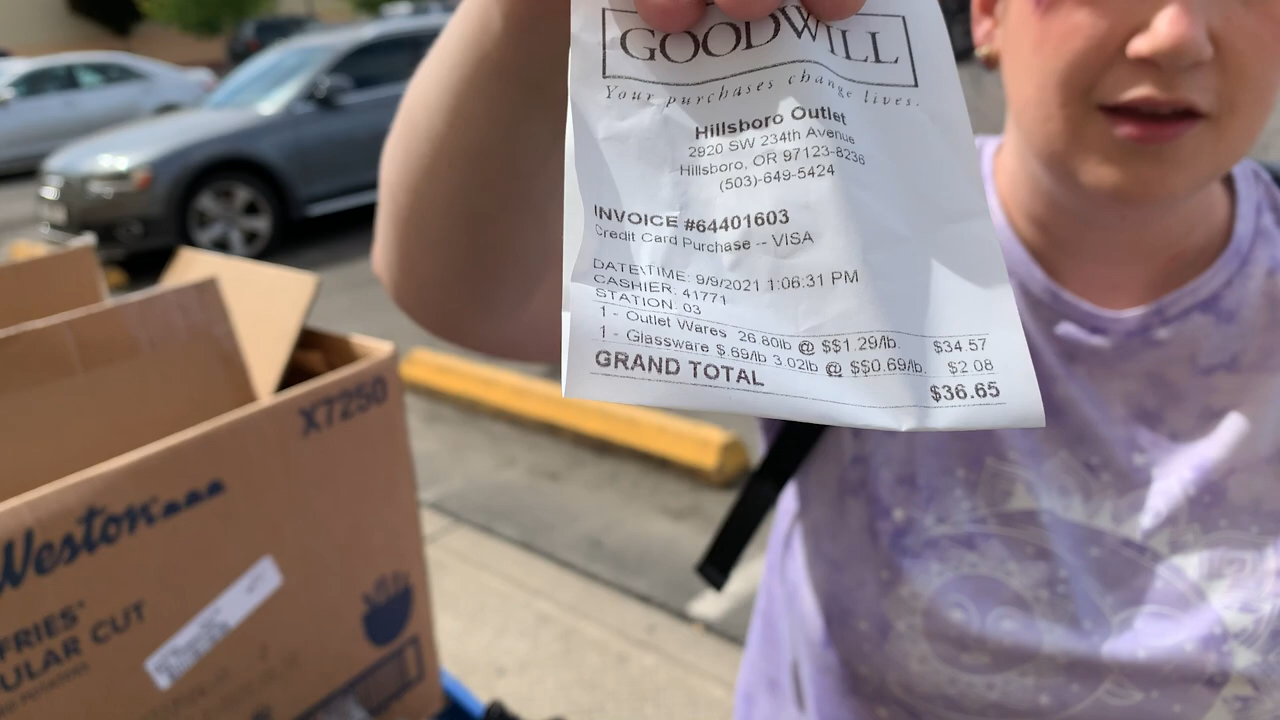 GOODWILL
Your purchases change lives.
Hillsboro Outlet
2920 SW 234th Avenue
Hillsboro, OR 97123-8236
(503)-649-5424
INVOICE #64401603
Credit Card Purchase -- VISA
DATE\TIME: 9/9/2021 1:06:31 PM
CASHIER: 41771
STATION: 03
1 - Outlet Wares 26.80lb @ $$1.29/lb. $34.57
1 - Glassware $.69/lb 3.02lb @ $$0.69/lb. $2.08
GRAND TOTAL $36.65
X7250
Weston
FRIES
ULAR CUT